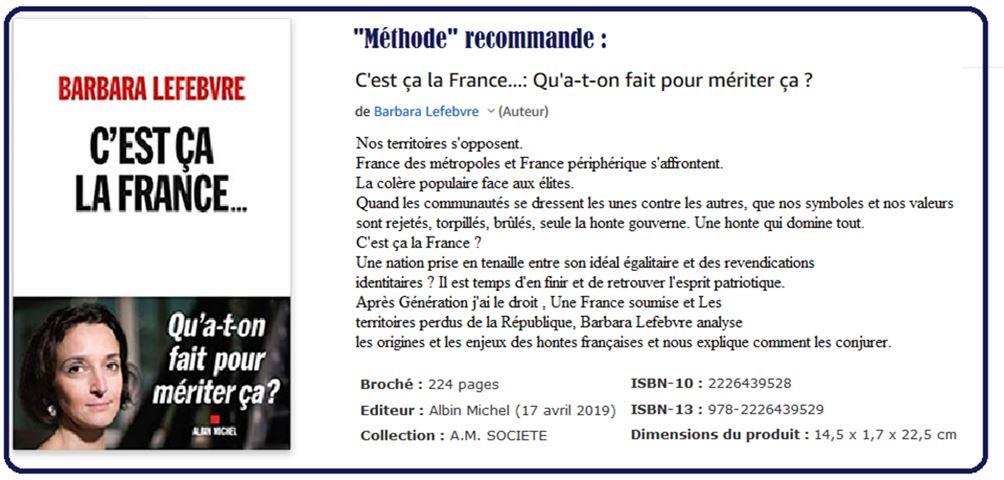 BARBARA LEFEBVRE
C'EST ÇA
LA FRANCE...
Qu'a-t-on
fait pour
mériter ça?
ALBIN MICHEL
"Méthode" recommande :
C'est ça la France...: Qu'a-t-on fait pour mériter ça ?
de Barbara Lefebvre (Auteur)
Nos territoires s'opposent.
France des métropoles et France périphérique s'affrontent.
La colère populaire face aux élites.
Quand les communautés se dressent les unes contre les autres, que nos symboles et nos valeurs
sont rejetés, torpillés, brûlés, seule la honte gouverne. Une honte qui domine tout.
C'est ça la France ?
Une nation prise en tenaille entre son idéal égalitaire et des revendications
identitaires ? Il est temps d'en finir et de retrouver l'esprit patriotique.
Après Génération j'ai le droit , Une France soumise et Les
territoires perdus de la République, Barbara Lefebvre analyse
les origines et les enjeux des hontes françaises et nous explique comment les conjurer.
Broché : 224 pages
Editeur : Albin Michel (17 avril 2019)
Collection : A.M. SOCIETE
ISBN-10 : 2226439528
ISBN-13 : 978-2226439529
Dimensions du produit : 14,5 x 1,7 x 22,5 cm